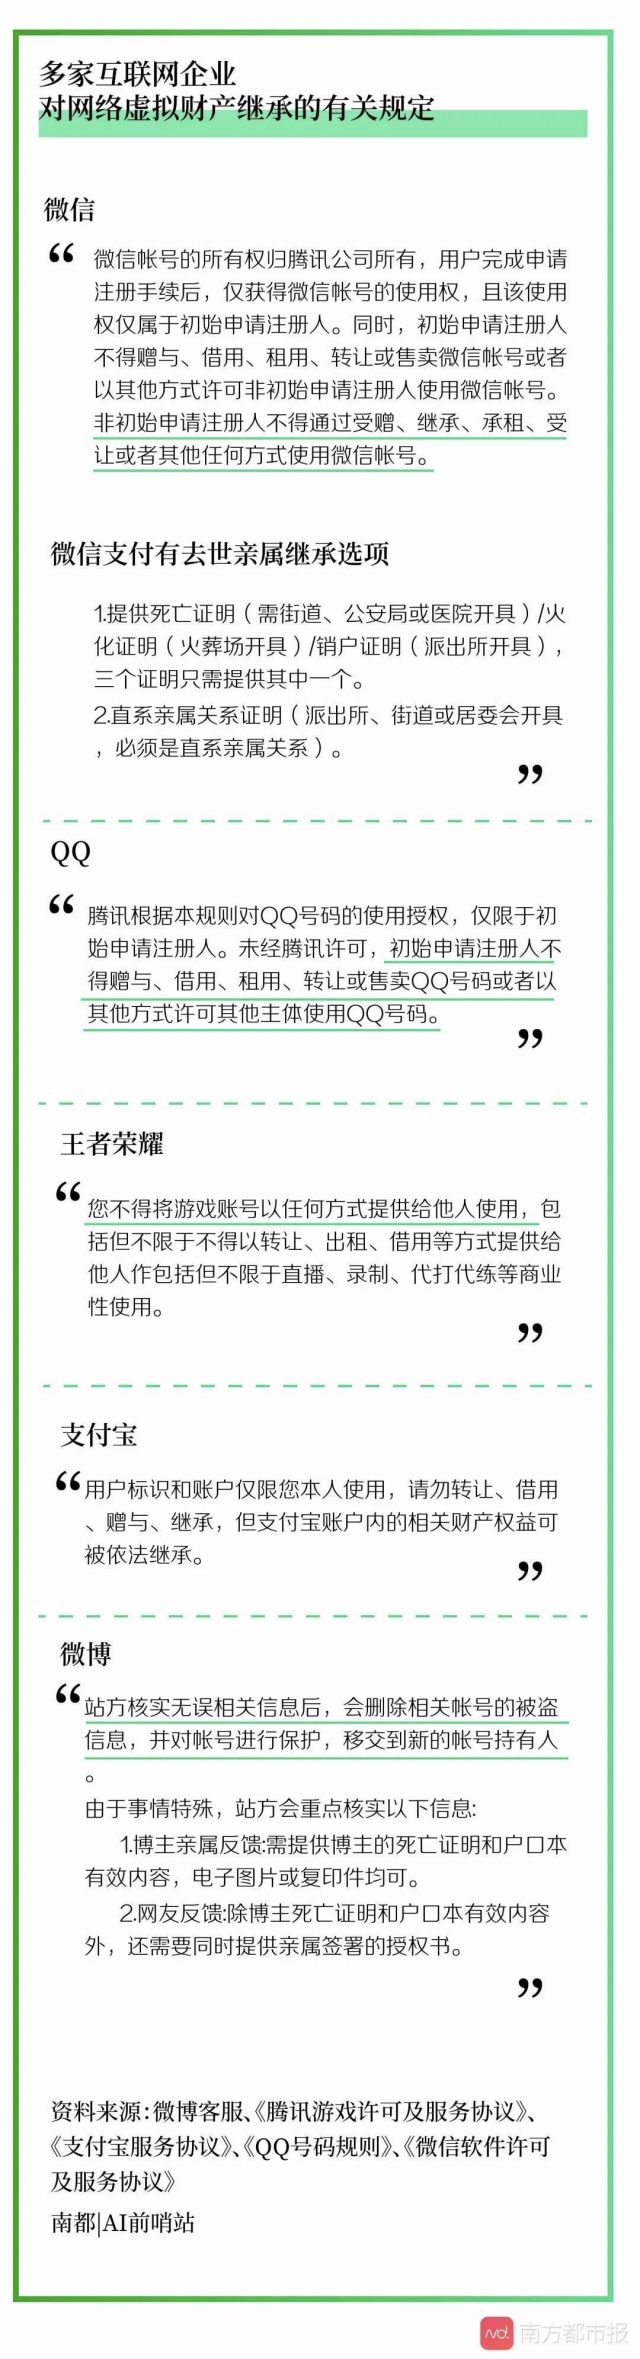 多家互联网企业
对网络虚拟财产继承的有关规定
微信
“ 微信帐号的所有权归腾讯公司所有，用户完成申请
注册手续后，仅获得微信帐号的使用权，且该使用
权仅属于初始申请注册人。同时，初始申请注册人
不得赠与、借用、租用、转让或售卖微信帐号或者
以其他方式许可非初始申请注册人使用微信帐号。
非初始申请注册人不得通过受赠、继承、承租、受
让或者其他任何方式使用微信帐号。
微信支付有去世亲属继承选项
1.提供死亡证明（需街道、公安局或医院开具）/火
化证明（火葬场开具）/销户证明（派出所开具），
三个证明只需提供其中一个。
2.直系亲属关系证明（派出所、街道或居委会开具
，必须是直系亲属关系）。
”
QQ
“ 腾讯根据本规则对QQ号码的使用授权，仅限于初
始申请注册人。未经腾讯许可，初始申请注册人不
得赠与、借用、租用、转让或售卖QQ号码或者以
其他方式许可其他主体使用QQ号码。
”
王者荣耀
“ 您不得将游戏账号以任何方式提供给他人使用，包
括但不限于不得以转让、出租、借用等方式提供给
他人作包括但不限于直播、录制、代打代练等商业
性使用。
”
支付宝
“ 用户标识和账户仅限您本人使用，请勿转让、借用
、赠与、继承，但支付宝账户内的相关财产权益可
被依法继承。
”
微博
“ 站方核实无误相关信息后，会删除相关帐号的被盗
信息，并对帐号进行保护，移交到新的帐号持有人
。
由于事情特殊，站方会重点核实以下信息:
1.博主亲属反馈:需提供博主的死亡证明和户口本
有效内容，电子图片或复印件均可。
2.网友反馈:除博主死亡证明和户口本有效内容
外，还需要同时提供亲属签署的授权书。
”
资料来源：微博客服、《腾讯游戏许可及服务协议》、
《支付宝服务协议》、《QQ号码规则》、《微信软件许可
及服务协议》
南都|AI前哨站
nd. 南方都市报